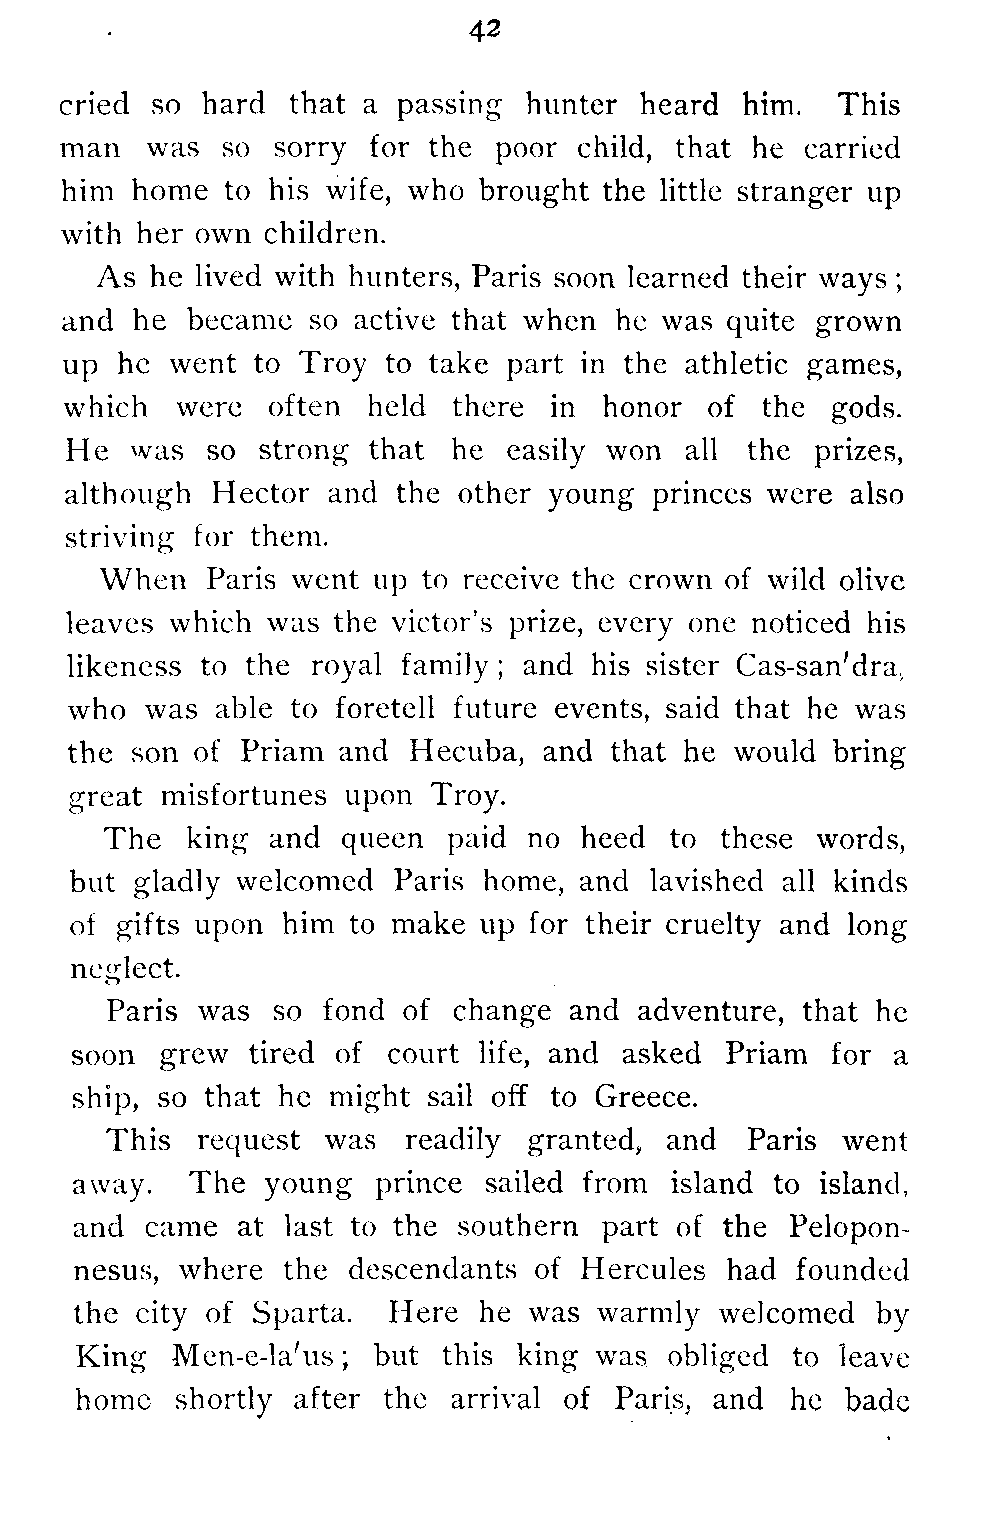 42
cried so hard that a passing hunter heard him. This
man was so sorry for the poor child, that he carried
him home to his wife, who brought the little stranger up
with her own children.
As he lived with hunters, Paris soon learned their ways ;
and he became so active that when he was quite grown
up he went to Troy to take part in the athletic games,
which were often held there in honor of the gods.
He was so strong that he easily won all the prizes,
although Hector and the other young princes were also
striving for them.
When Paris went up to receive the crown of wild olive
leaves which was the victor's prize, every one noticed his
likeness to the royal family ; and his sister Cas-san'dra,
who was able to foretell future events, said that he was
the son of Priam and Hecuba, and that he would bring
great misfortunes upon Troy.
The king and queen paid no heed to these words,
but gladly welcomed Paris home, and lavished all kinds
of gifts upon him to make up for their cruelty and long
neglect.
Paris was so fond of change and adventure, that he
soon grew tired of court life, and asked Priam for a
ship, so that he might sail off to Greece.
This request was readily granted, and Paris went
away. The young prince sailed from island to island,
and came at last to the southern part of the Pelopon-
nesus, where the descendants of Hercules had founded
the city of Sparta. Here he was warmly welcomed by
King Men-e-la'us ; but this king was obliged to leave
home shortly after the arrival of Paris, and he bade